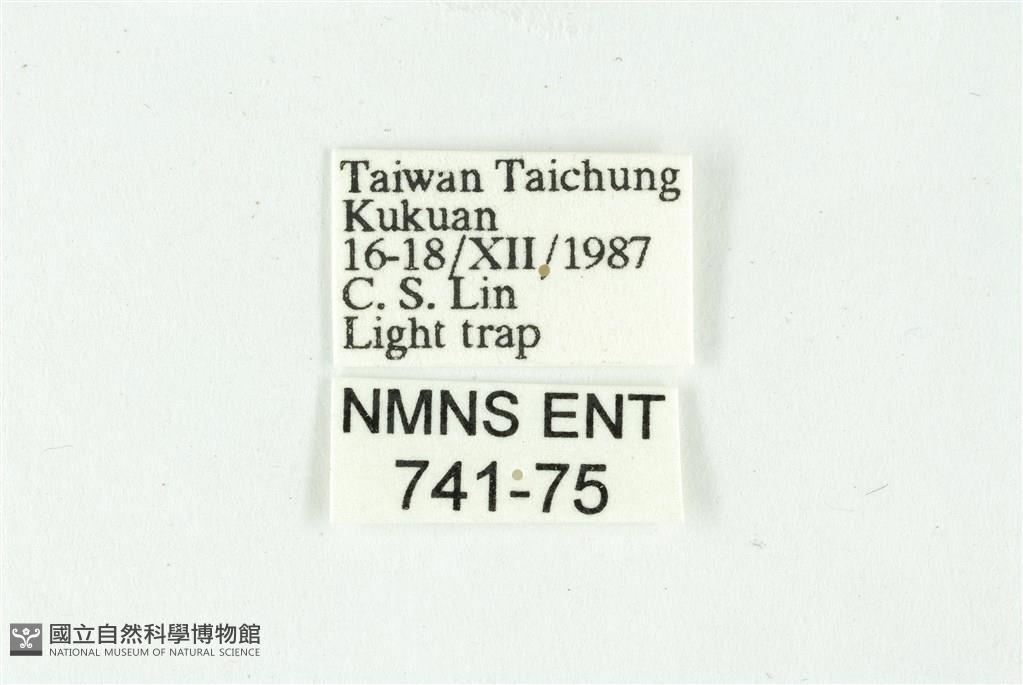 Taiwan Taichung
Kukuan
16-18/XII/1987
C. S. Lin
Light trap
NMNS ENT
741-75
國立自然科學博物館
NATIONAL MUSEUM OF NATURAL SCIENCE